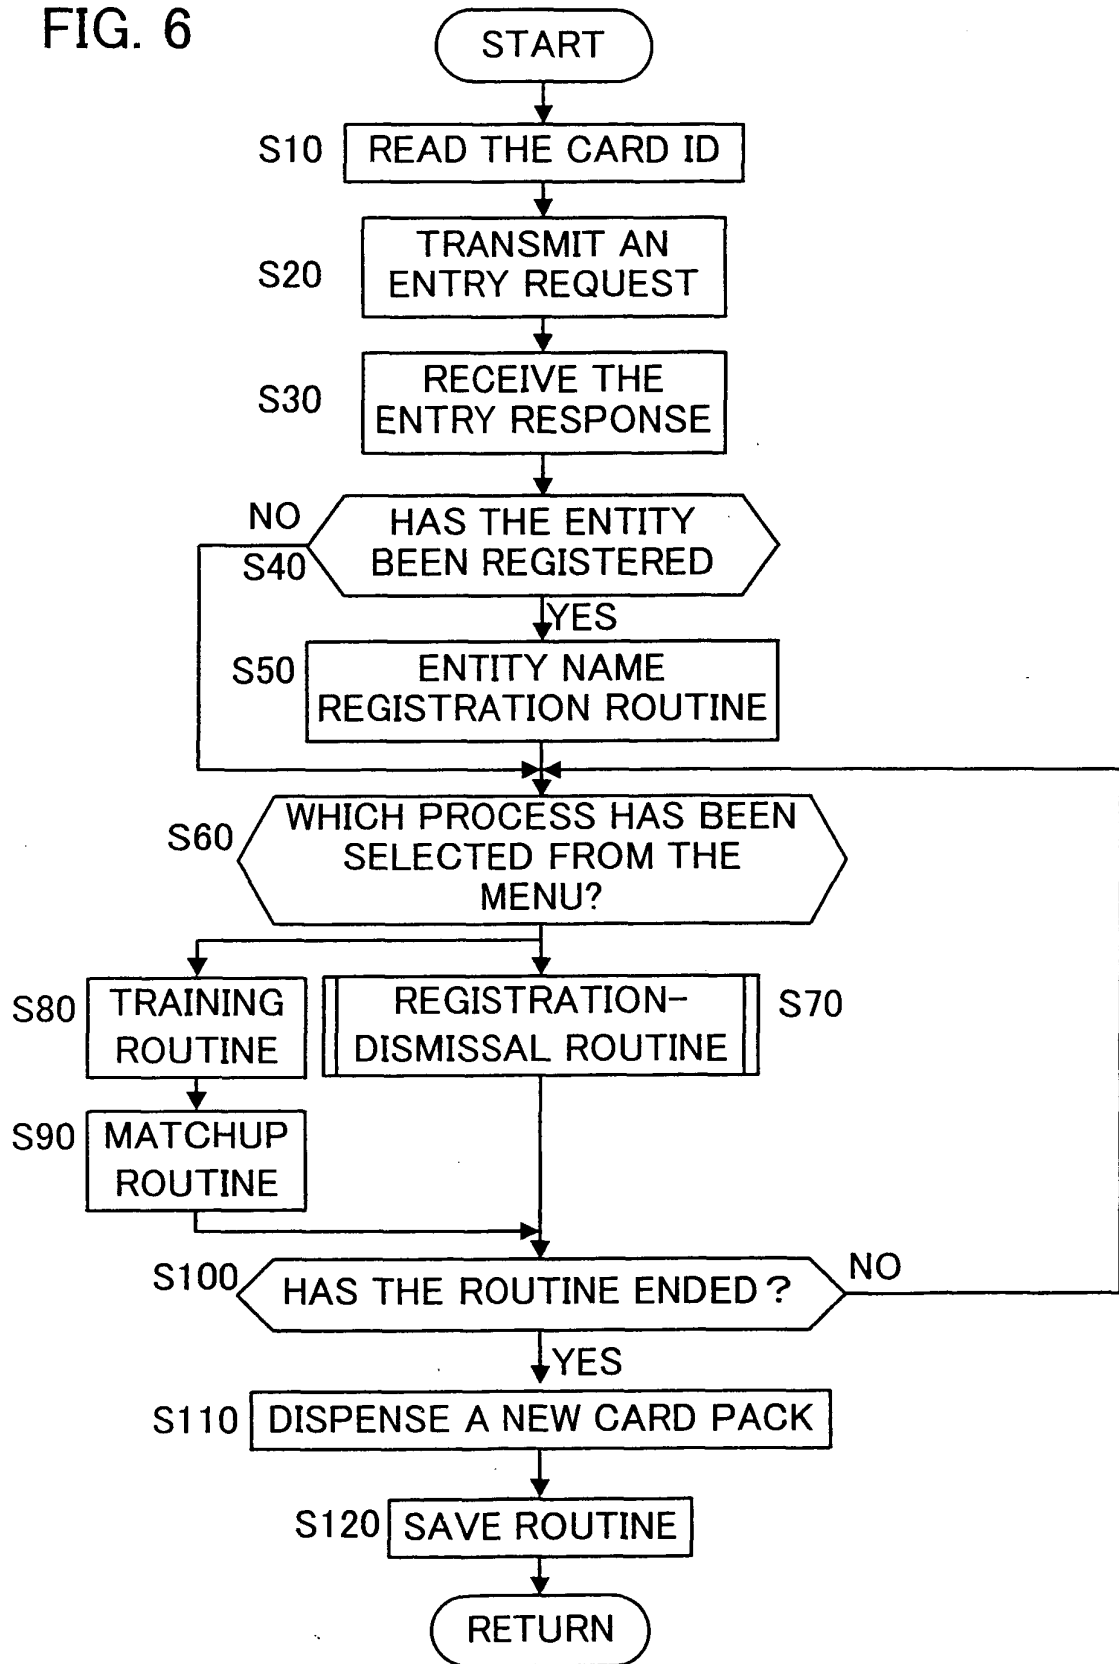 FIG. 6
START
S10
READ THE CARD ID
S20
TRANSMIT AN
ENTRY REQUEST
S30
RECEIVE THE
ENTRY RESPONSE
NO
S40
HAS THE ENTITY
BEEN REGISTERED
YES
S50
ENTITY NAME
REGISTRATION ROUTINE
S60
WHICH PROCESS HAS BEEN
SELECTED FROM THE
MENU?
S80
TRAINING
ROUTINE
REGISTRATION-
DISMISSAL ROUTINE
S70
S90
MATCHUP
ROUTINE
S100
HAS THE ROUTINE ENDED?
NO
YES
S110
DISPENSE A NEW CARD PACK
S120
SAVE ROUTINE
RETURN